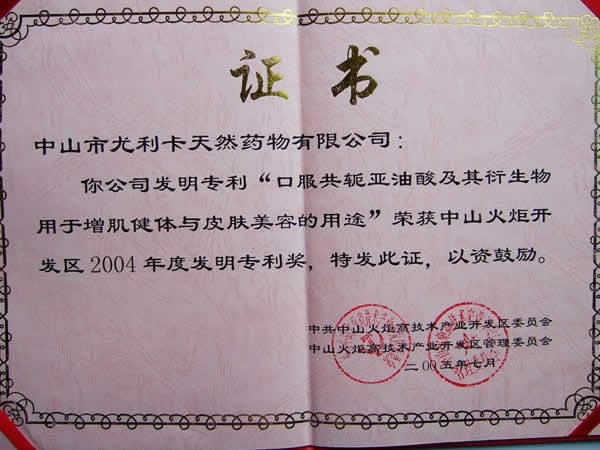 证书
中山市尤利卡天然药物有限公司：
你公司发明专利“口服共轭亚油酸及其衍生物
用于增肌健体与皮肤美容的用途”荣获中山火炬开
发区2004年度发明专利奖，特发此证，以资鼓励。
中共中山火炬高技术产业开发区委员会
中山火炬高技术产业开发区管理委员会
二00五年七月